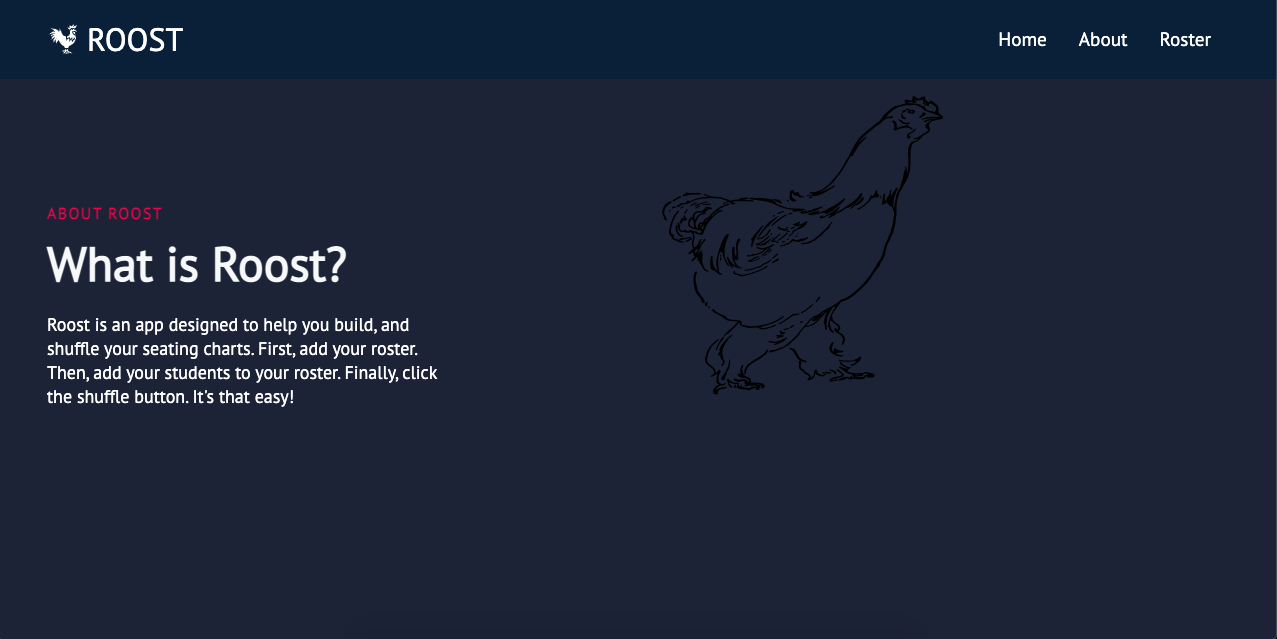 ROOST
Home About Roster
ABOUT ROOST
What is Roost?
Roost is an app designed to help you build, and
shuffle your seating charts. First, add your roster.
Then, add your students to your roster. Finally, click
the shuffle button. It's that easy!